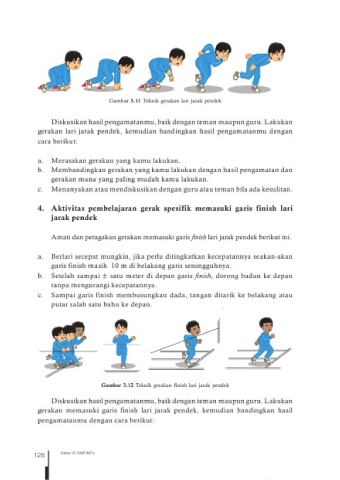 Gambar 3.11 Teknik gerakan lari jarak pendek
Diskusikan hasil pengamatanmu, baik dengan teman maupun guru. Lakukan
gerakan lari jarak pendek, kemudian bandingkan hasil pengamatanmu dengan
cara berikut:
a. Merasakan gerakan yang kamu lakukan.
b. Membandingkan gerakan yang kamu lakukan dengan hasil pengamatan dan
gerakan mana yang paling mudah kamu lakukan.
c. Menanyakan atau mendiskusikan dengan guru atau teman bila ada kesulitan.
4. Aktivitas pembelajaran gerak spesifik memasuki garis finish lari
jarak pendek
Amati dan peragakan gerakan memasuki garis finish lari jarak pendek berikut ini.
a. Berlari secepat mungkin, jika perlu ditingkatkan kecepatannya seakan-akan
garis finish masih 10 m di belakang garis sesungguhnya.
b. Setelah sampai ± satu meter di depan garis finish, dorong badan ke depan
tanpa mengurangi kecepatannya.
c. Sampai garis finish membusungkan dada, tangan ditarik ke belakang atau
putar salah satu bahu ke depan.
Gambar 3.12 Teknik gerakan finish lari jarak pendek
Diskusikan hasil pengamatanmu, baik dengan teman maupun guru. Lakukan
gerakan memasuki garis finish lari jarak pendek, kemudian bandingkan hasil
pengamatanmu dengan cara berikut:
126
Kelas VII SMP/MTs